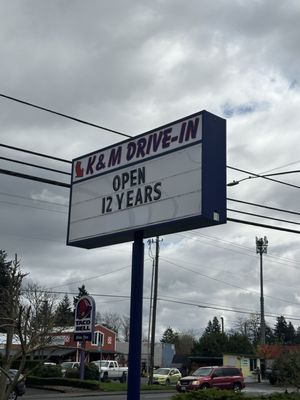 K&M DRIVE-IN
OPEN
12 YEARS
TACO
BELL